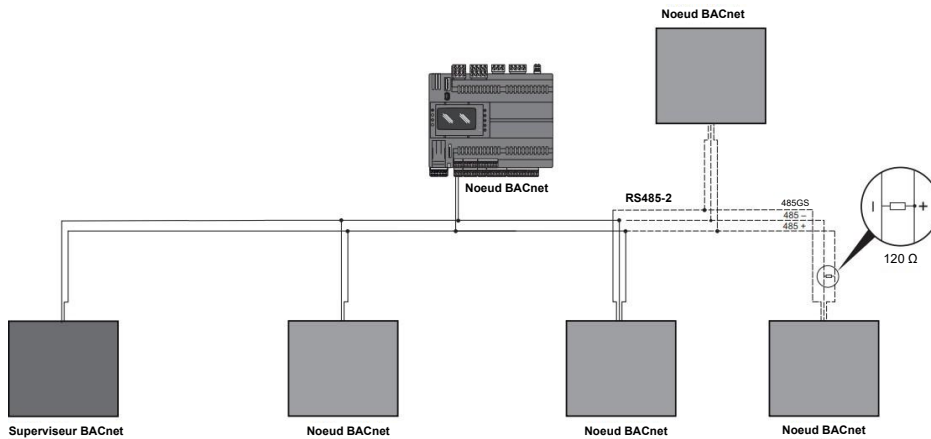 Noeud BACnet
Noeud BACnet
RS485-2
485GS
485 –
485 +
– +
120 Ω
Superviseur BACnet
Noeud BACnet
Noeud BACnet
Noeud BACnet